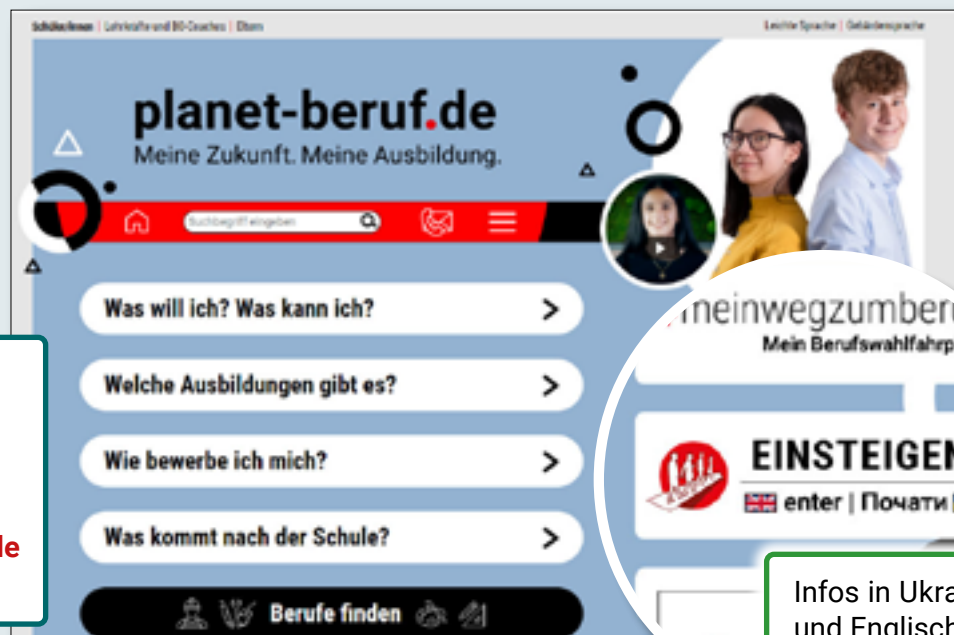 Schüler/innen | Lehrkräfte und BO-Coaches | Eltern
Leichte Sprache | Gebärdensprache
planet-beruf.de
Meine Zukunft. Meine Ausbildung.
Suchbegriff eingeben
Was will ich? Was kann ich?
Welche Ausbildungen gibt es?
Wie bewerbe ich mich?
Was kommt nach der Schule?
Berufe finden
meinwegzumberu
Mein Berufswahlfahrp
EINSTEIGEN
enter | Почати
le
Infos in Ukra
und Englisch